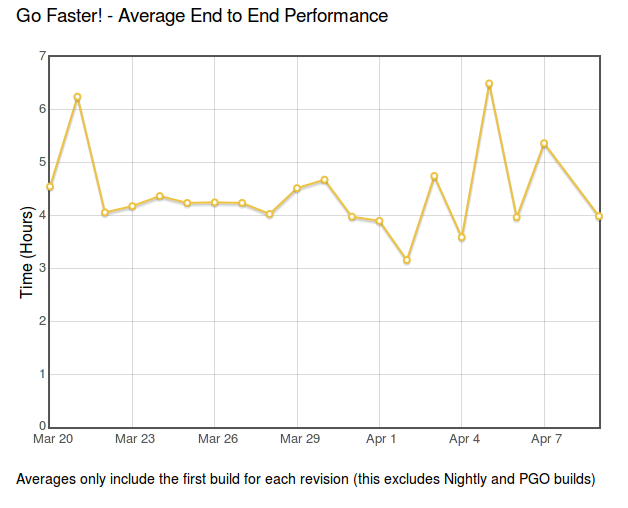 Go Faster! - Average End to End Performance
7
6
5
4
3
2
1
0
Time (Hours)
Mar 20 Mar 23 Mar 26 Mar 29 Apr 1 Apr 4 Apr 7
Averages only include the first build for each revision (this excludes Nightly and PGO builds)